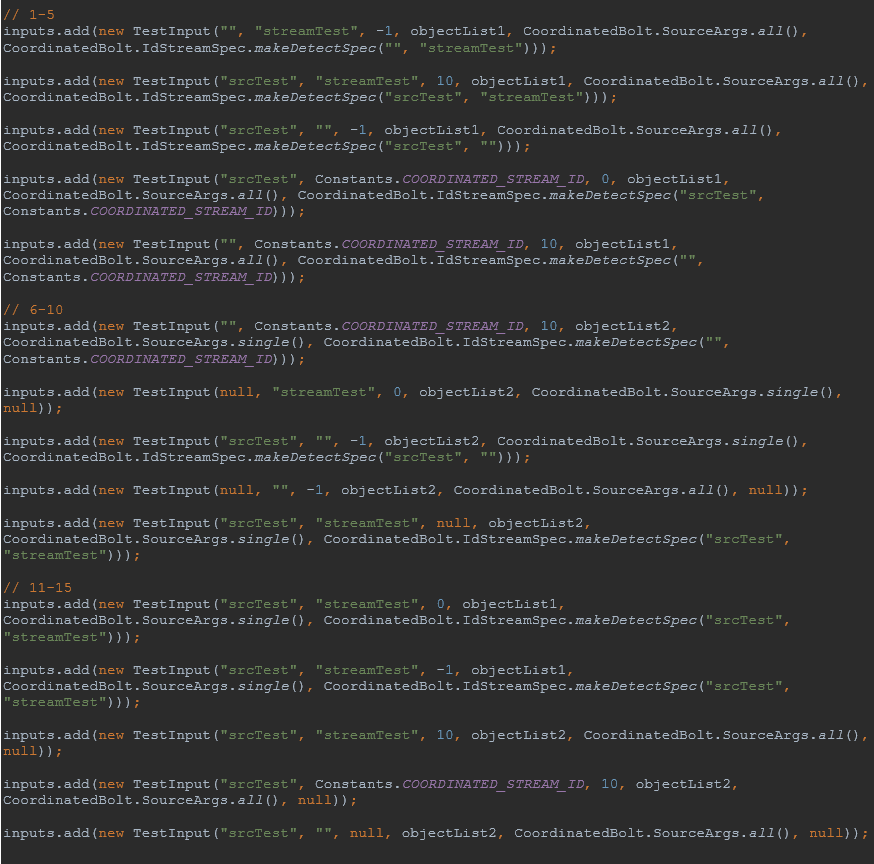 // 1-5
inputs.add(new TestInput("", "streamTest", -1, objectList1, CoordinatedBolt.SourceArgs.all(),
CoordinatedBolt.IdStreamSpec.makeDetectSpec("", "streamTest")));
inputs.add(new TestInput("srcTest", "streamTest", 10, objectList1, CoordinatedBolt.SourceArgs.all(),
CoordinatedBolt.IdStreamSpec.makeDetectSpec("srcTest", "streamTest")));
inputs.add(new TestInput("srcTest", "", -1, objectList1, CoordinatedBolt.SourceArgs.all(),
CoordinatedBolt.IdStreamSpec.makeDetectSpec("srcTest", "")));
inputs.add(new TestInput("srcTest", Constants.COORDINATED_STREAM_ID, 0, objectList1,
CoordinatedBolt.SourceArgs.all(), CoordinatedBolt.IdStreamSpec.makeDetectSpec("srcTest",
Constants.COORDINATED_STREAM_ID)));
inputs.add(new TestInput("", Constants.COORDINATED_STREAM_ID, 10, objectList1,
CoordinatedBolt.SourceArgs.all(), CoordinatedBolt.IdStreamSpec.makeDetectSpec("",
Constants.COORDINATED_STREAM_ID)));
// 6-10
inputs.add(new TestInput("", Constants.COORDINATED_STREAM_ID, 10, objectList2,
CoordinatedBolt.SourceArgs.single(), CoordinatedBolt.IdStreamSpec.makeDetectSpec("",
Constants.COORDINATED_STREAM_ID)));
inputs.add(new TestInput(null, "streamTest", 0, objectList2, CoordinatedBolt.SourceArgs.single(),
null));
inputs.add(new TestInput("srcTest", "", -1, objectList2, CoordinatedBolt.SourceArgs.single(),
CoordinatedBolt.IdStreamSpec.makeDetectSpec("srcTest", "")));
inputs.add(new TestInput(null, "", -1, objectList2, CoordinatedBolt.SourceArgs.all(), null));
inputs.add(new TestInput("srcTest", "streamTest", null, objectList2,
CoordinatedBolt.SourceArgs.single(), CoordinatedBolt.IdStreamSpec.makeDetectSpec("srcTest",
"streamTest")));
// 11-15
inputs.add(new TestInput("srcTest", "streamTest", 0, objectList1,
CoordinatedBolt.SourceArgs.single(), CoordinatedBolt.IdStreamSpec.makeDetectSpec("srcTest",
"streamTest")));
inputs.add(new TestInput("srcTest", "streamTest", -1, objectList1,
CoordinatedBolt.SourceArgs.single(), CoordinatedBolt.IdStreamSpec.makeDetectSpec("srcTest",
"streamTest")));
inputs.add(new TestInput("srcTest", "streamTest", 10, objectList2, CoordinatedBolt.SourceArgs.all(),
null));
inputs.add(new TestInput("srcTest", Constants.COORDINATED_STREAM_ID, 10, objectList2,
CoordinatedBolt.SourceArgs.all(), null));
inputs.add(new TestInput("srcTest", "", null, objectList2, CoordinatedBolt.SourceArgs.all(), null));